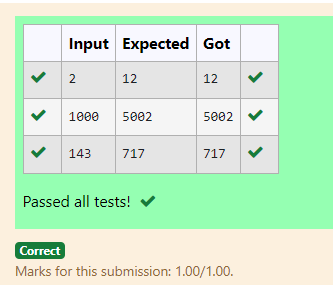 Input Expected Got
2 12 12
1000 5002 5002
143 717 717
Passed all tests!
Correct
Marks for this submission: 1.00/1.00.